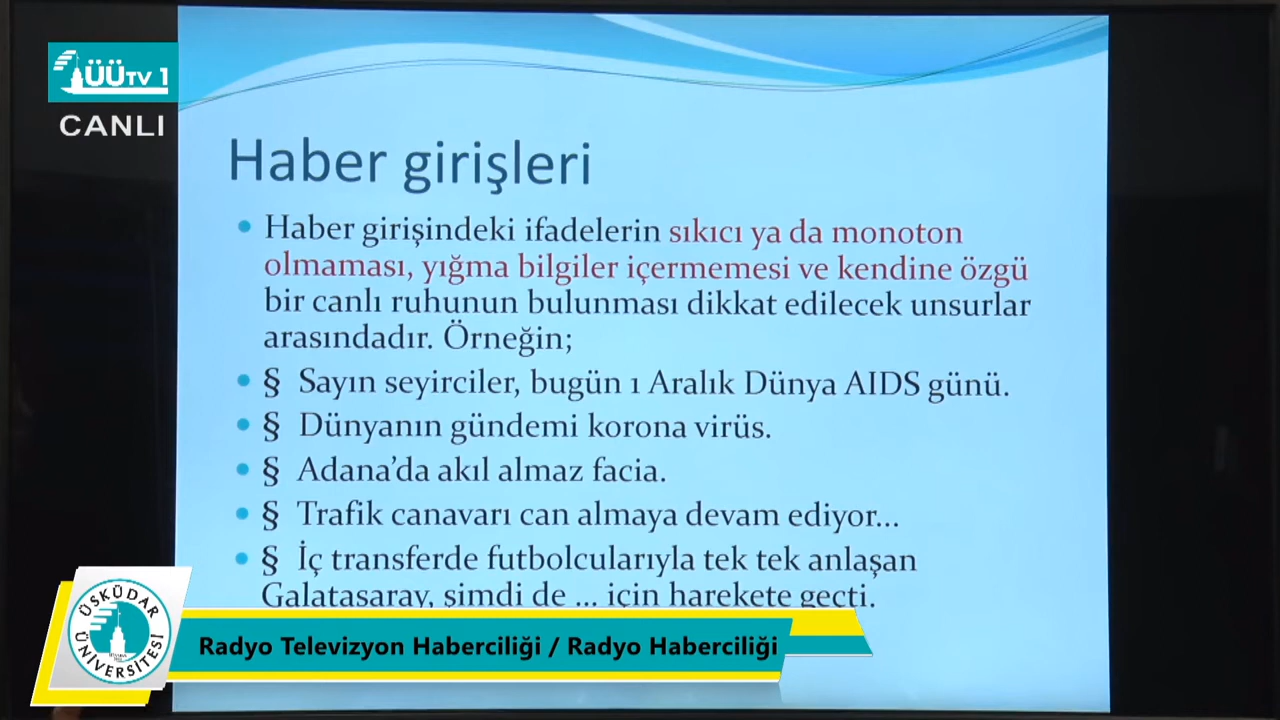 ÜÜTV 1
CANLI
Haber girişleri
• Haber girişindeki ifadelerin sıkıcı ya da monoton
olmaması, yığma bilgiler içermemesi ve kendine özgü
bir canlı ruhunun bulunması dikkat edilecek unsurlar
arasındadır. Örneğin;
• § Sayın seyirciler, bugün 1 Aralık Dünya AIDS günü.
• § Dünyanın gündemi korona virüs.
• § Adana’da akıl almaz facia.
• § Trafik canavarı can almaya devam ediyor...
• § İç transferde futbolcularıyla tek tek anlaşan
Galatasaray, şimdi de ... için harekete geçti.
ÜSKÜDAR
ÜNİVERSİTESİ
Radyo Televizyon Haberciliği / Radyo Haberciliği